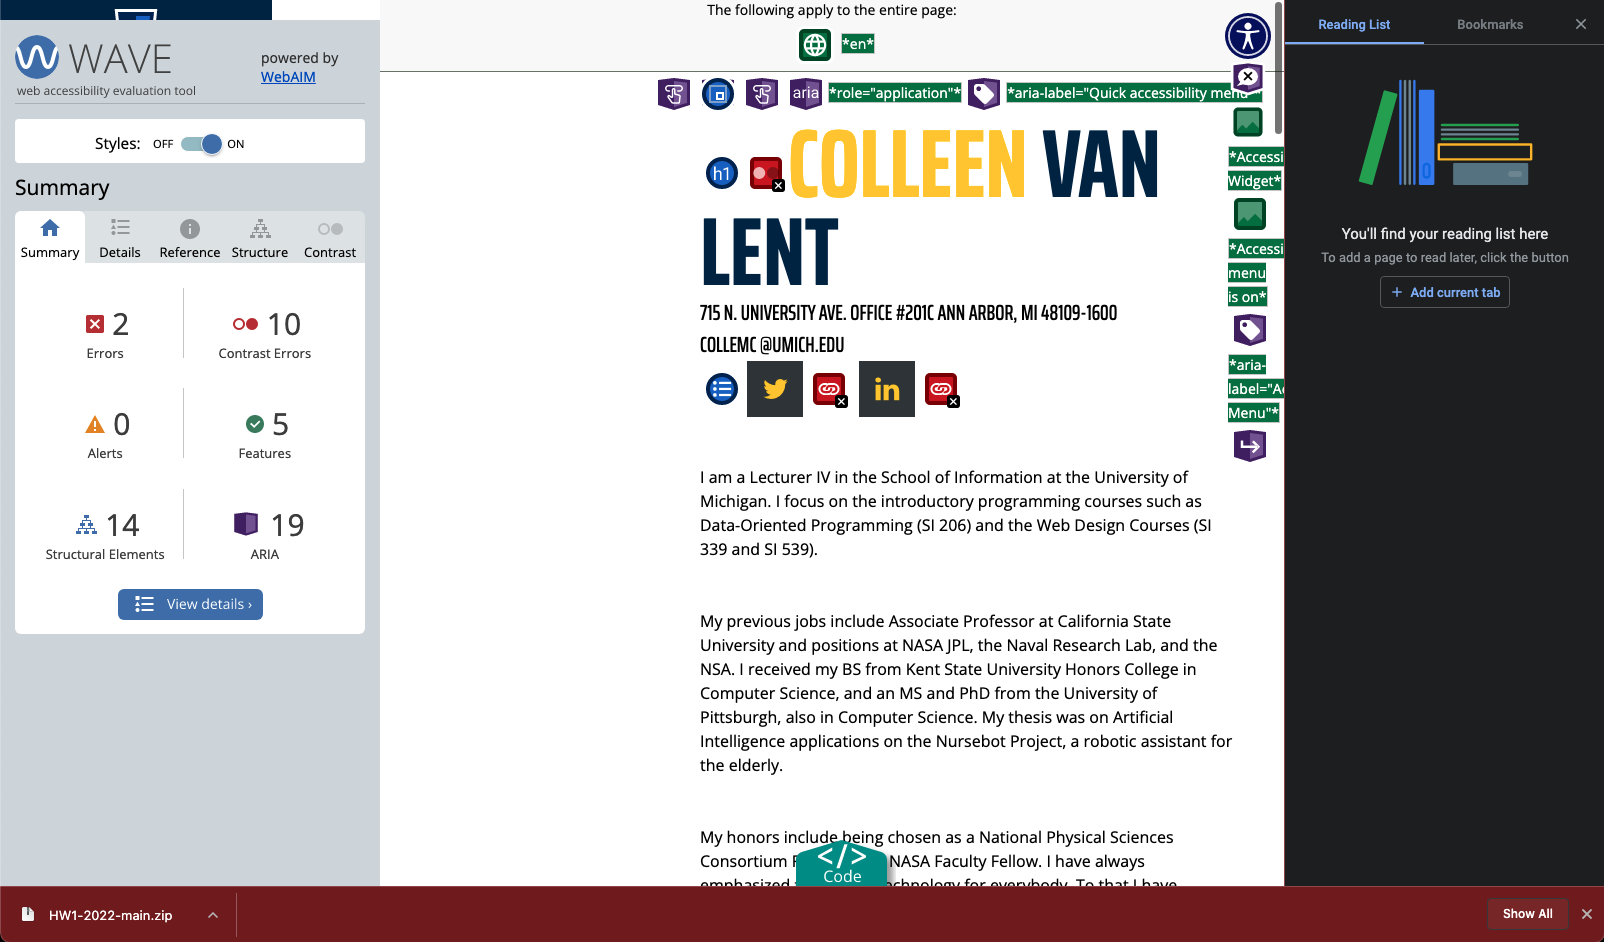 WAVE
web accessibility evaluation tool
powered by
WebAIM
Styles: OFF ON
Summary
Summary Details Reference Structure Contrast
2
Errors
10
Contrast Errors
0
Alerts
5
Features
14
Structural Elements
19
ARIA
View details ›
The following apply to the entire page:
*en*
aria *role="application"* *aria-label="Quick accessibility menu"*
h1 COLLEEN VAN
LENT
715 N. UNIVERSITY AVE. OFFICE #201C ANN ARBOR, MI 48109-1600
COLLEMC @UMICH.EDU
in
*Accessi
Widget*
*Accessi
menu
is on*
*aria-
label="Ac
Menu"*
I am a Lecturer IV in the School of Information at the University of
Michigan. I focus on the introductory programming courses such as
Data-Oriented Programming (SI 206) and the Web Design Courses (SI
339 and SI 539).
My previous jobs include Associate Professor at California State
University and positions at NASA JPL, the Naval Research Lab, and the
NSA. I received my BS from Kent State University Honors College in
Computer Science, and an MS and PhD from the University of
Pittsburgh, also in Computer Science. My thesis was on Artificial
Intelligence applications on the Nursebot Project, a robotic assistant for
the elderly.
My honors include being chosen as a National Physical Sciences
Consortium NASA Faculty Fellow. I have always
emphasized technology for everybody. To that I have
</> Code
Reading List Bookmarks
You'll find your reading list here
To add a page to read later, click the button
+ Add current tab
HW1-2022-main.zip
Show All